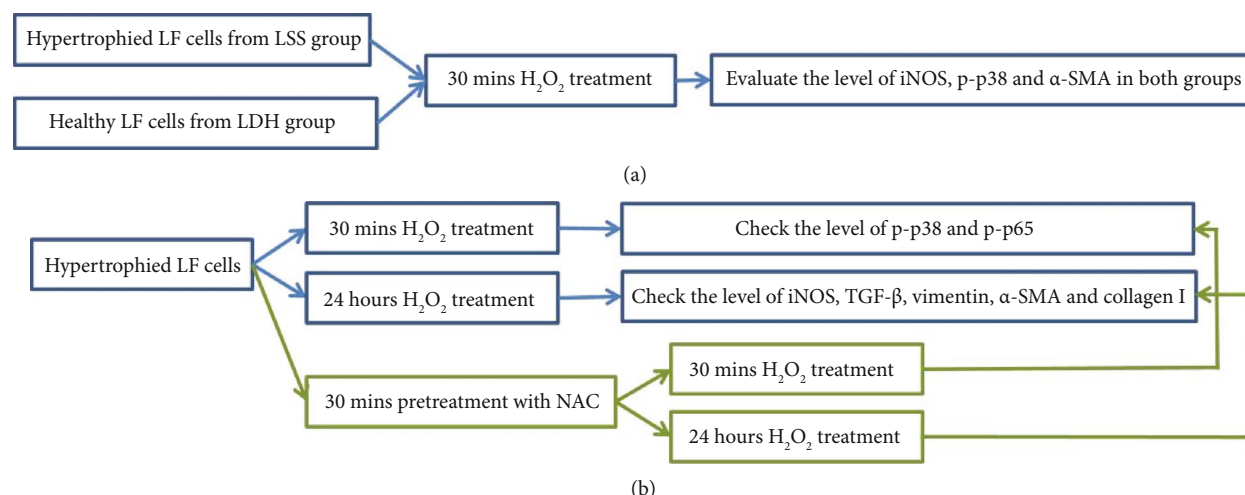 Hypertrophied LF cells from LSS group
30 mins H₂O₂ treatment
Evaluate the level of iNOS, p-p38 and α-SMA in both groups
Healthy LF cells from LDH group
(a)
30 mins H₂O₂ treatment
Check the level of p-p38 and p-p65
Hypertrophied LF cells
24 hours H₂O₂ treatment
Check the level of iNOS, TGF-β, vimentin, α-SMA and collagen I
30 mins H₂O₂ treatment
30 mins pretreatment with NAC
24 hours H₂O₂ treatment
(b)